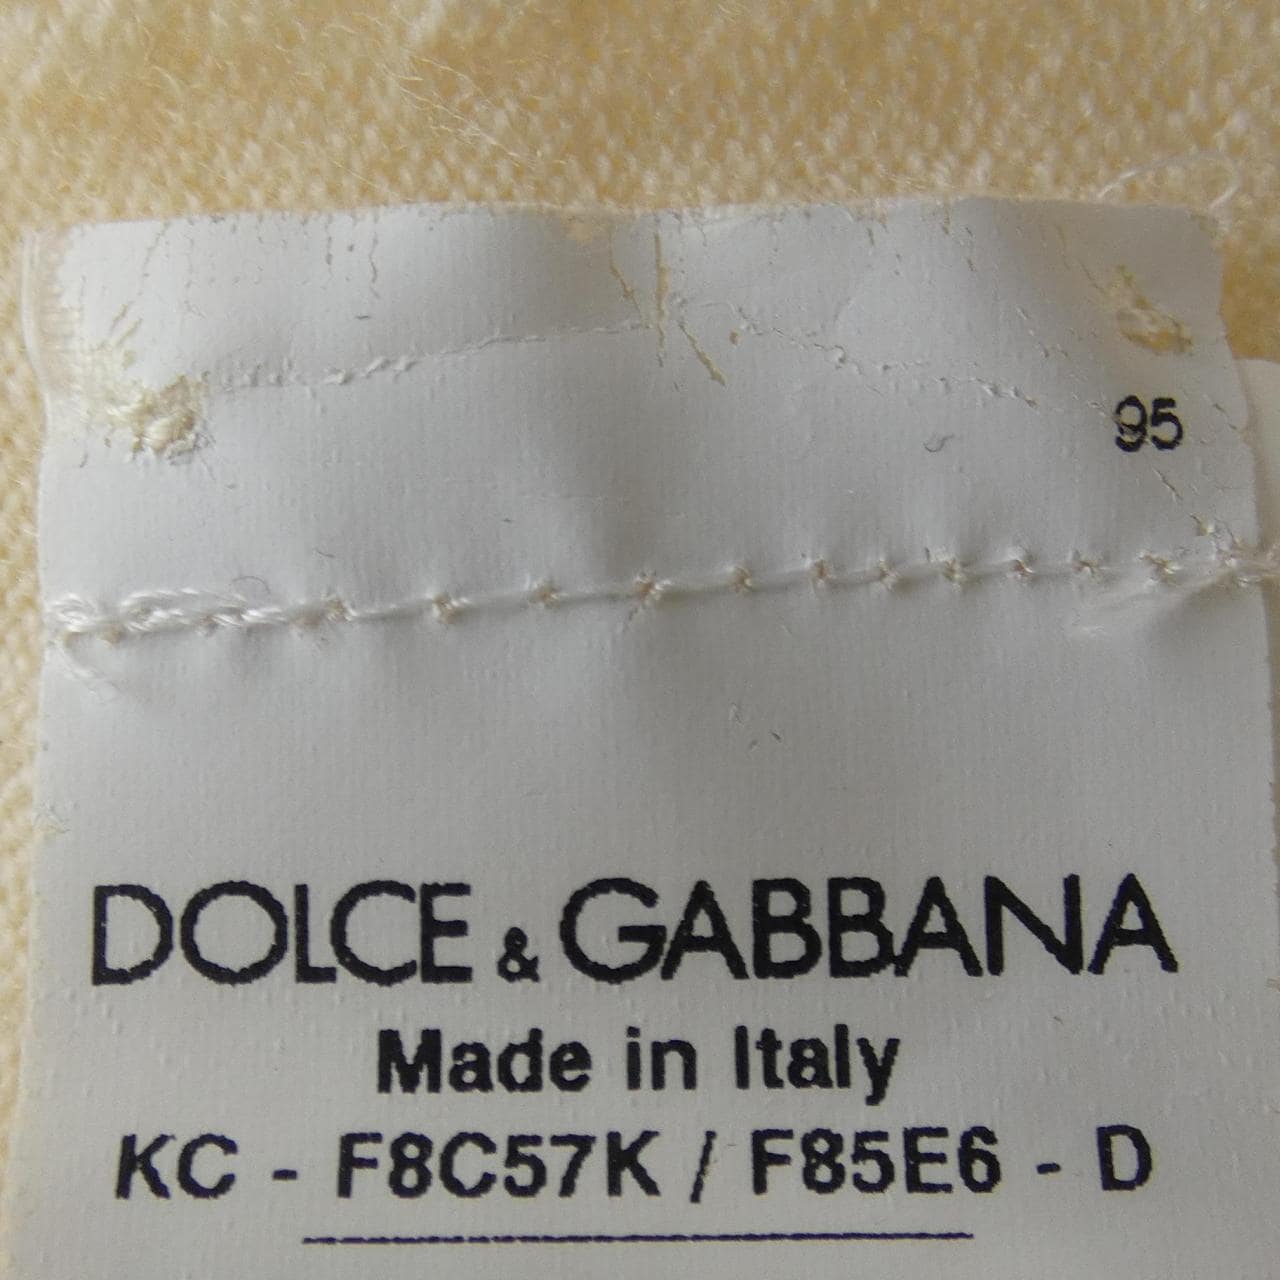 95
DOLCE & GABBANA
Made in Italy
KC - F8C57K / F85E6 - D